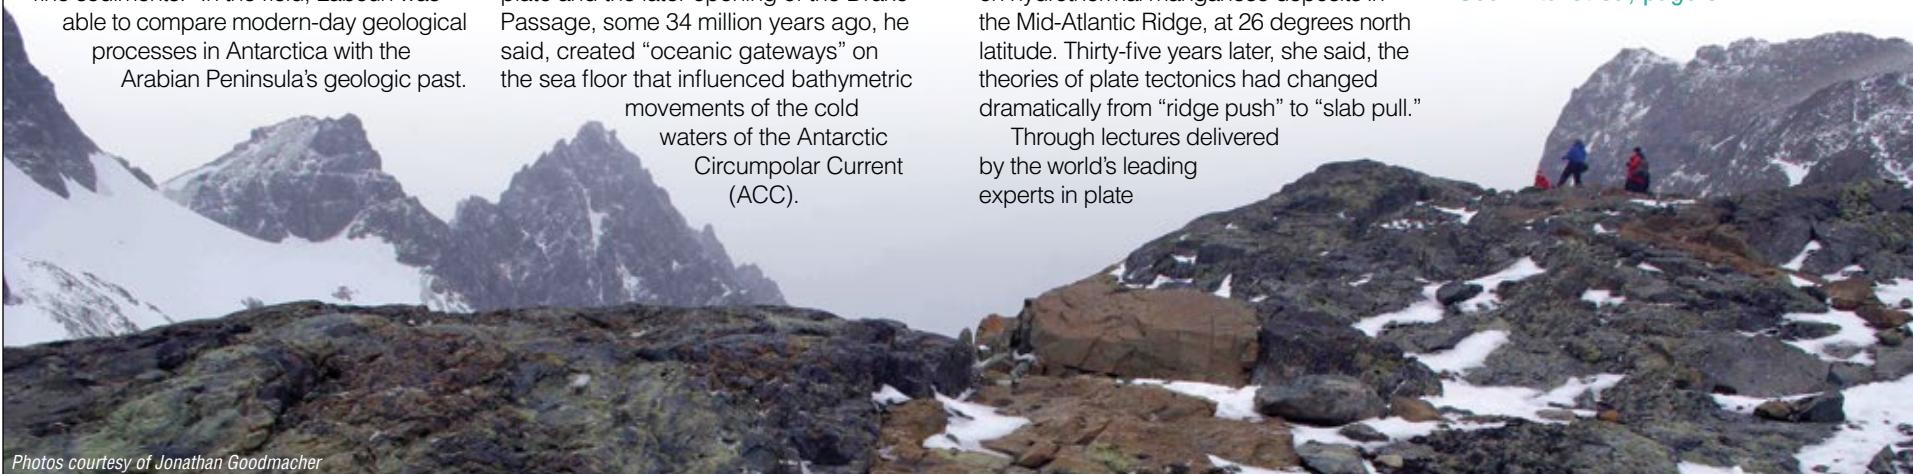 able to compare modern-day geological
processes in Antarctica with the
Arabian Peninsula's geologic past.
Passage, some 34 million years ago, he
said, created “oceanic gateways” on
the sea floor that influenced bathymetric
movements of the cold
waters of the Antarctic
Circumpolar Current
(ACC).
the Mid-Atlantic Ridge, at 26 degrees north
latitude. Thirty-five years later, she said, the
theories of plate tectonics had changed
dramatically from “ridge push” to “slab pull.”
Through lectures delivered
by the world's leading
experts in plate
Photos courtesy of Jonathan Goodmacher